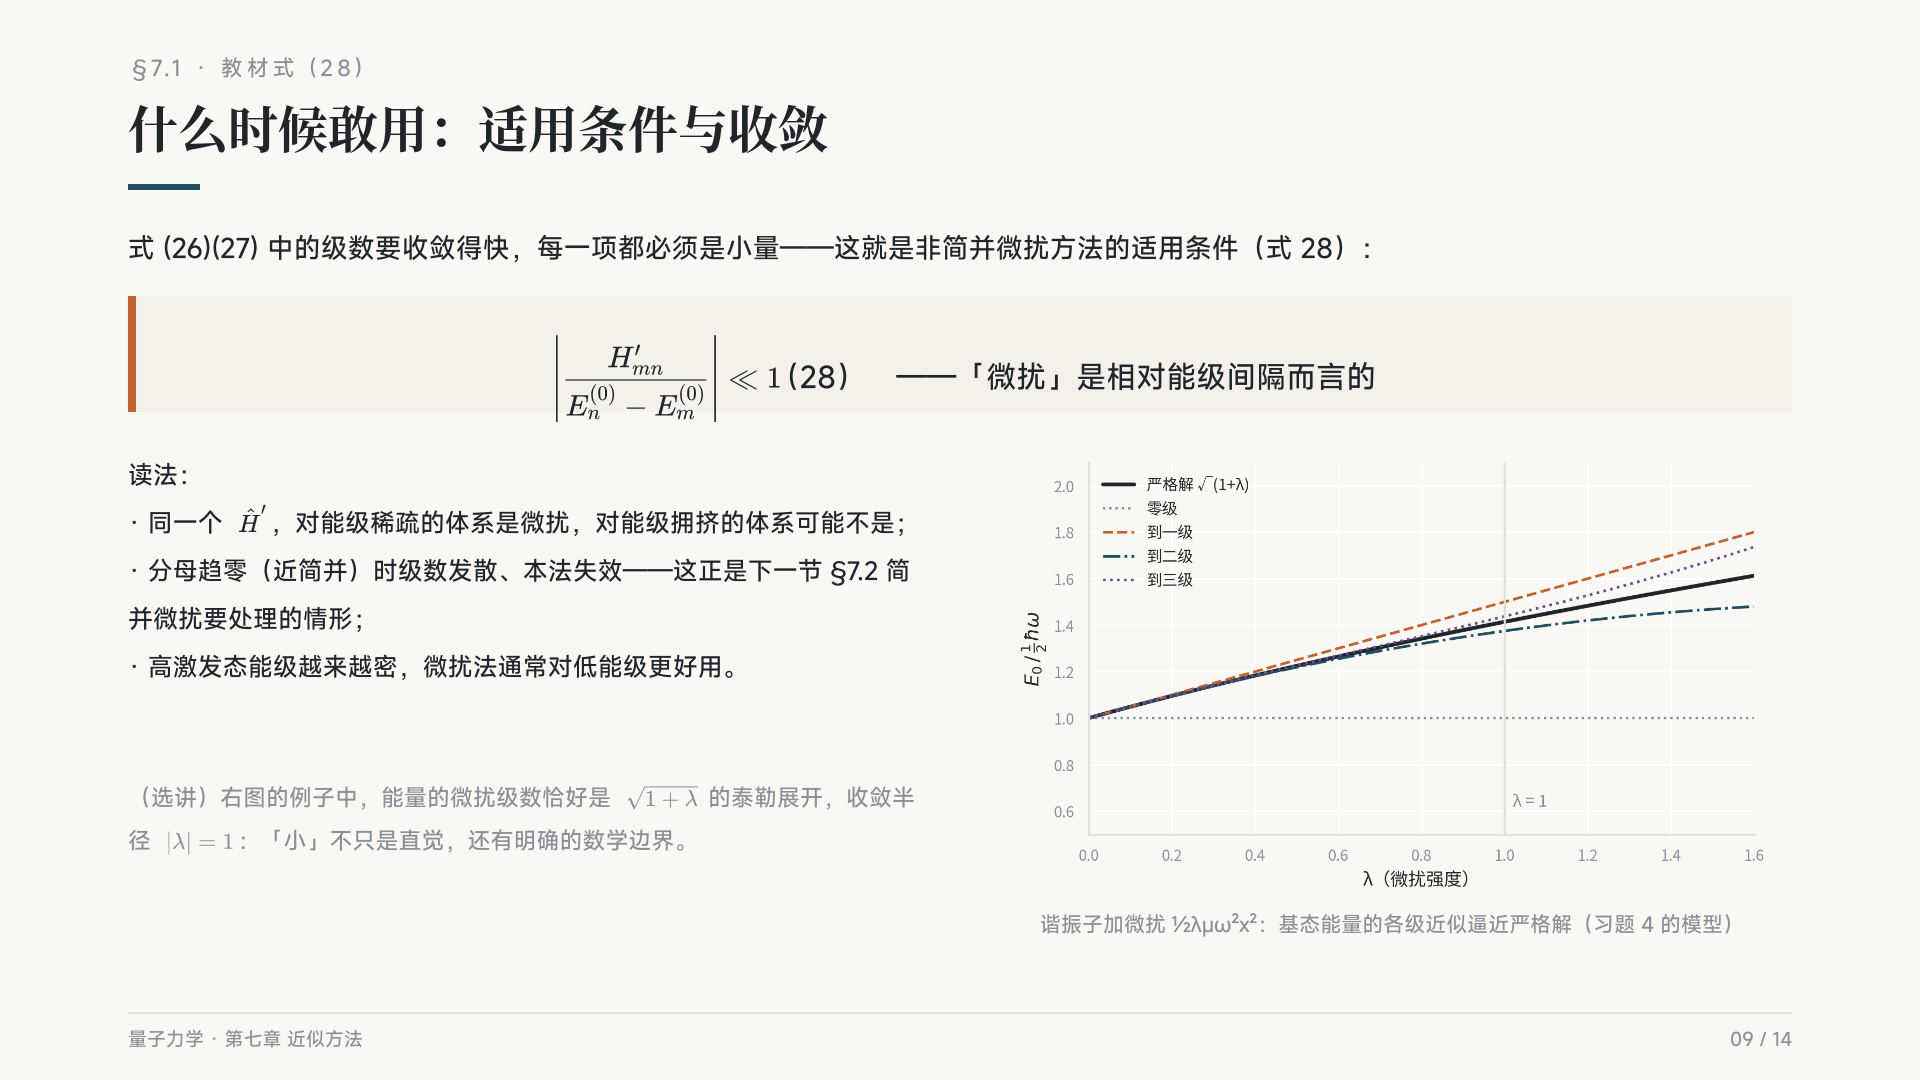 §7.1 · 教材式（28）
什么时候敢用：适用条件与收敛
式 (26)(27) 中的级数要收敛得快，每一项都必须是小量——这就是非简并微扰方法的适用条件（式 28）：
|H′mn / (En(0) − Em(0))| ≪ 1 (28) ——「微扰」是相对能级间隔而言的
读法：
· 同一个 Ĥ′，对能级稀疏的体系是微扰，对能级拥挤的体系可能不是；
· 分母趋零（近简并）时级数发散、本法失效——这正是下一节 §7.2 简
并微扰要处理的情形；
· 高激发态能级越来越密，微扰法通常对低能级更好用。
（选讲）右图的例子中，能量的微扰级数恰好是 √(1 + λ) 的泰勒展开，收敛半
径 |λ| = 1：「小」不只是直觉，还有明确的数学边界。
严格解 √(1+λ)
零级
到一级
到二级
到三级
2.0
1.8
1.6
1.4
1.2
1.0
0.8
0.6
E₀/½ħω
λ = 1
0.0 0.2 0.4 0.6 0.8 1.0 1.2 1.4 1.6
λ（微扰强度）
谐振子加微扰 ½λμω²x²：基态能量的各级近似逼近严格解（习题 4 的模型）
量子力学 · 第七章 近似方法
09 / 14